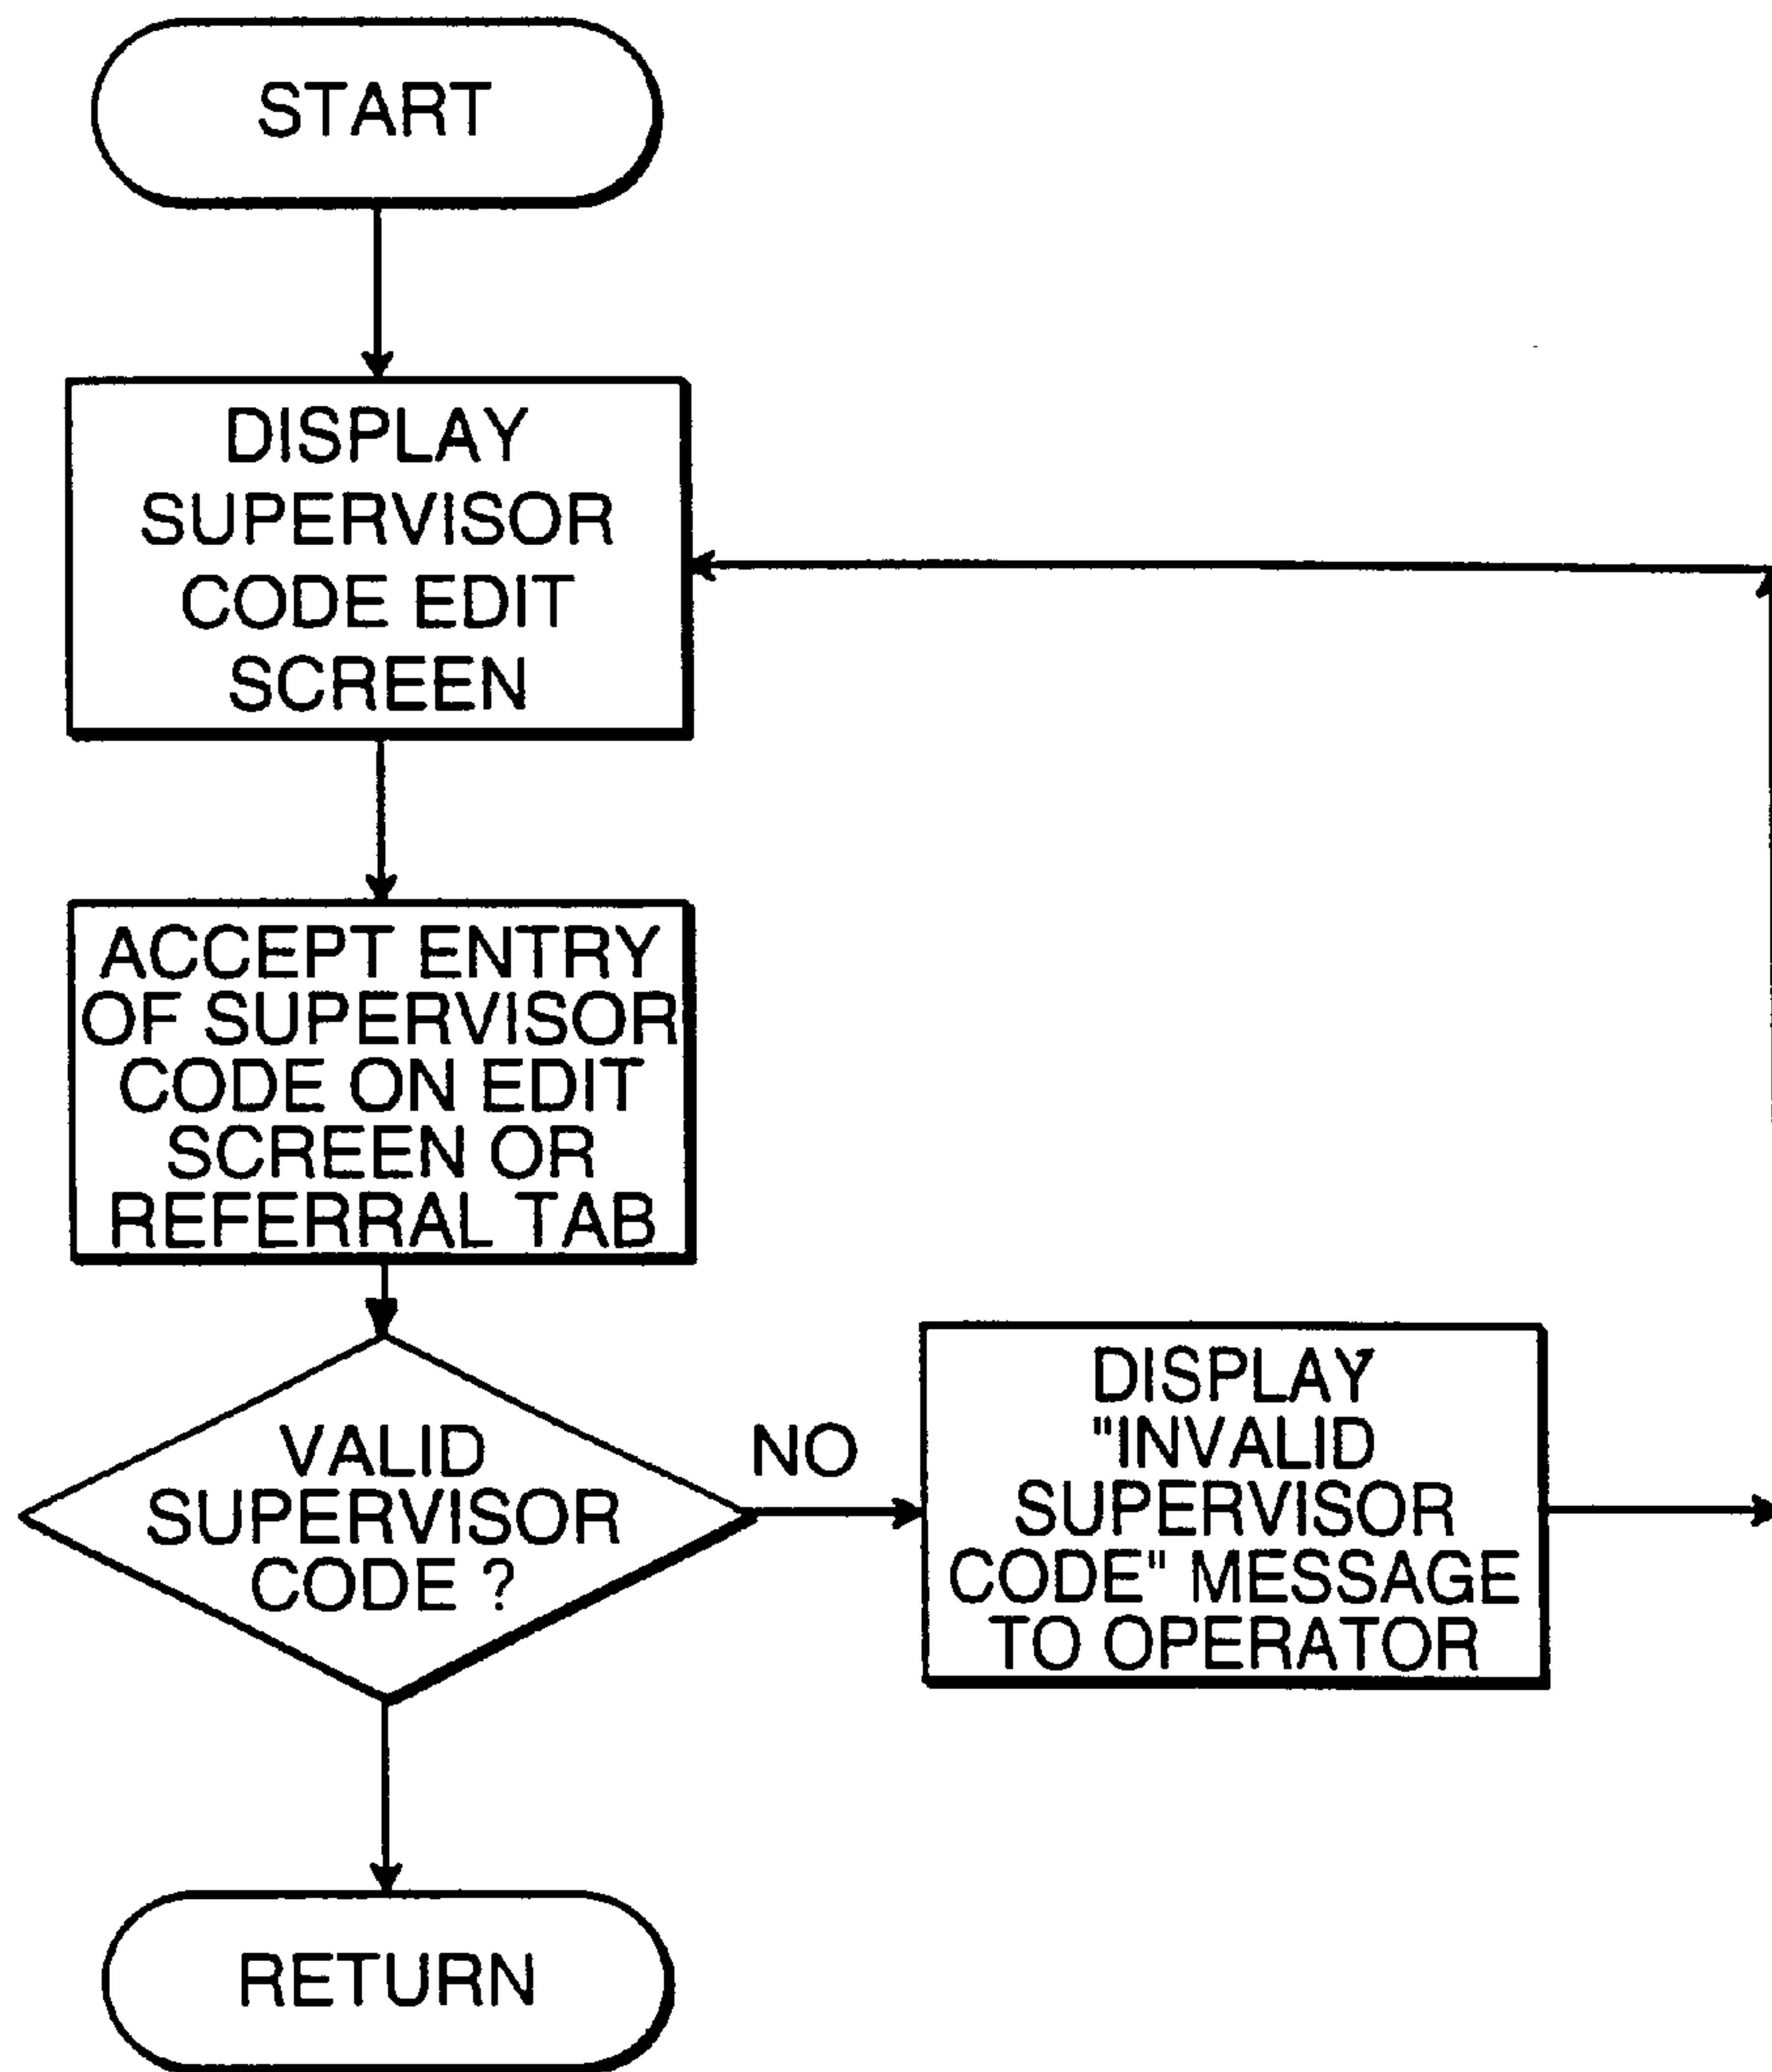 START
DISPLAY
SUPERVISOR
CODE EDIT
SCREEN
ACCEPT ENTRY
OF SUPERVISOR
CODE ON EDIT
SCREEN OR
REFERRAL TAB
VALID
SUPERVISOR
CODE ?
NO
DISPLAY
"INVALID
SUPERVISOR
CODE" MESSAGE
TO OPERATOR
RETURN